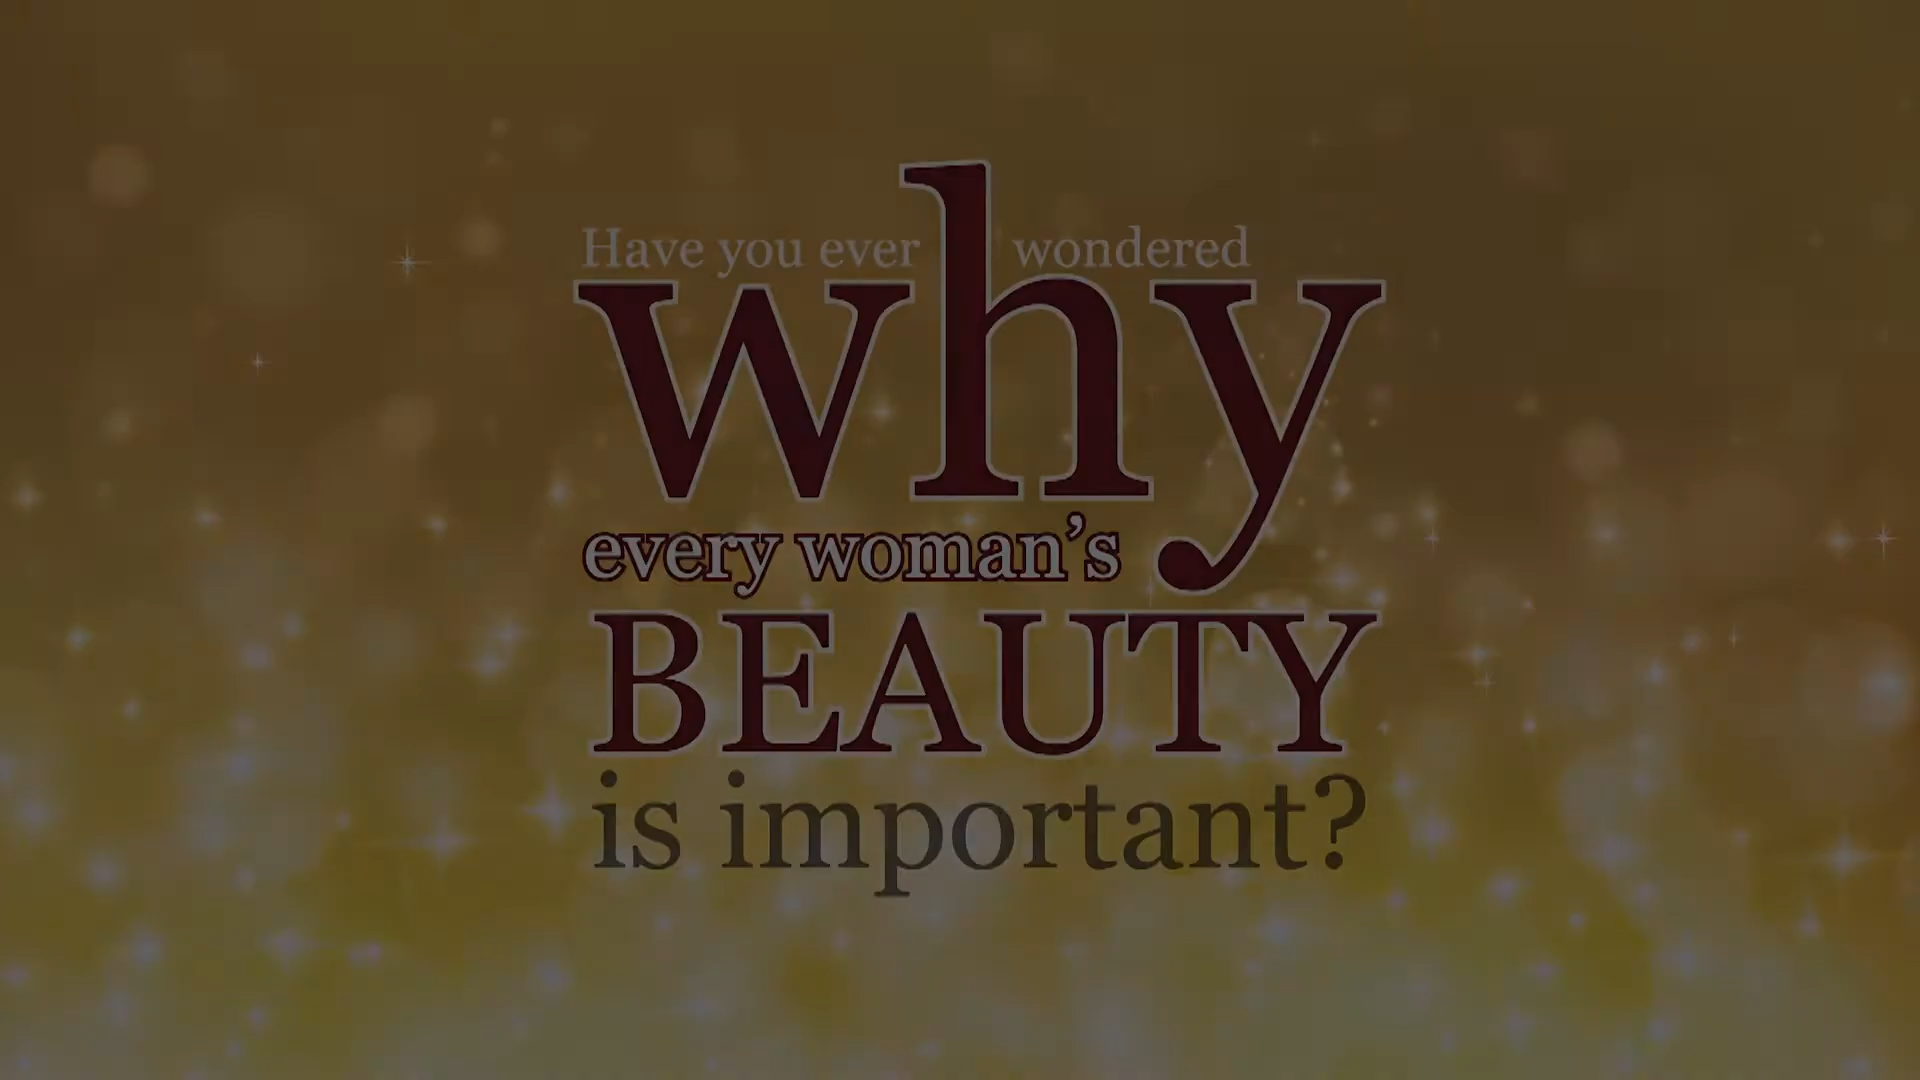 Have you ever wondered
why
every woman's
BEAUTY
is important?